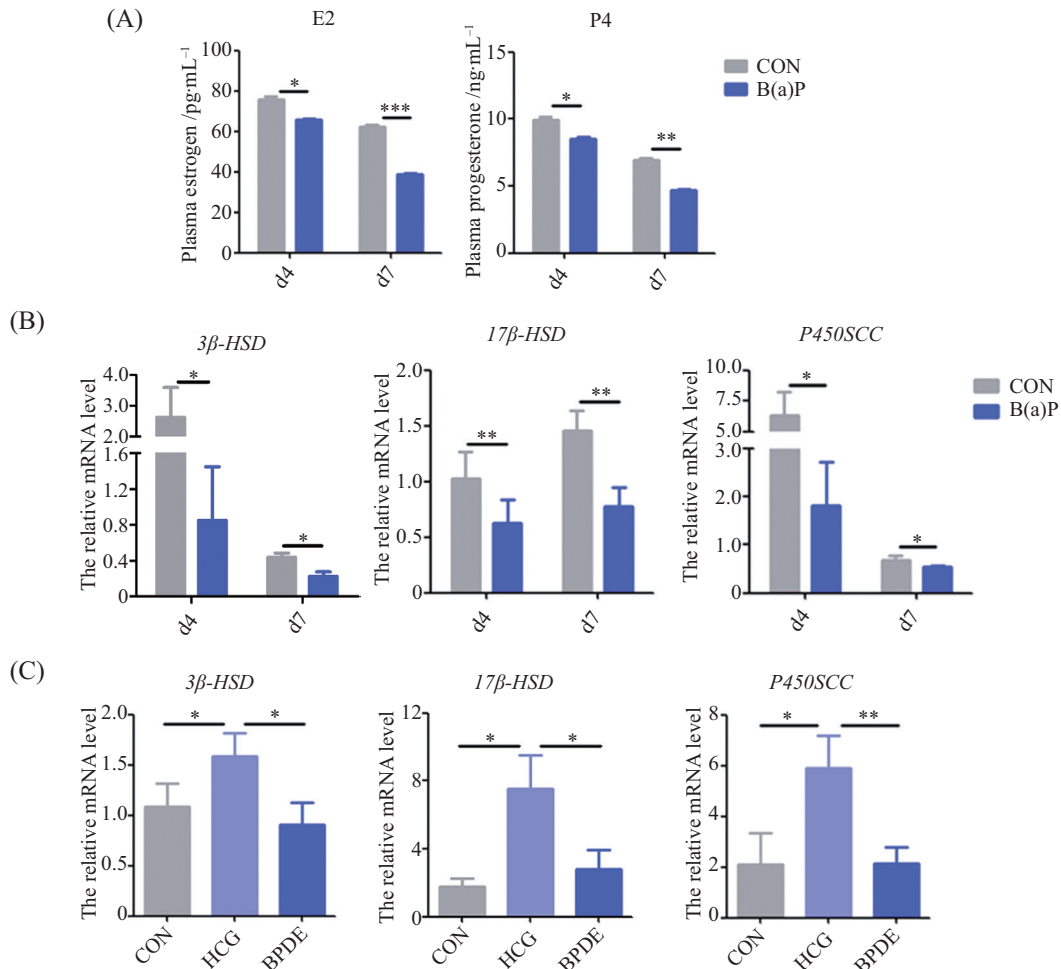 (A)
E2
Plasma estrogen /pg·mL⁻¹
100
80
60
40
20
0
*
***
d4
d7
P4
Plasma progesterone /ng·mL⁻¹
15
10
5
0
*
**
d4
d7
CON
B(a)P
(B)
3β-HSD
The relative mRNA level
4.0
3.0
2.0
1.6
1.2
0.8
0.4
0
*
*
d4
d7
17β-HSD
The relative mRNA level
2.0
1.5
1.0
0.5
0
**
**
d4
d7
P450SCC
The relative mRNA level
10.0
7.5
5.0
3.0
2.0
1.0
0
*
*
d4
d7
CON
B(a)P
(C)
3β-HSD
The relative mRNA level
2.0
1.5
1.0
0.5
0
*
*
CON
HCG
BPDE
17β-HSD
The relative mRNA level
12
8
4
0
*
*
CON
HCG
BPDE
P450SCC
The relative mRNA level
8
6
4
2
0
*
**
CON
HCG
BPDE